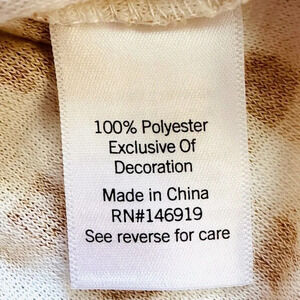 100% Polyester
Exclusive Of
Decoration
Made in China
RN#146919
See reverse for care